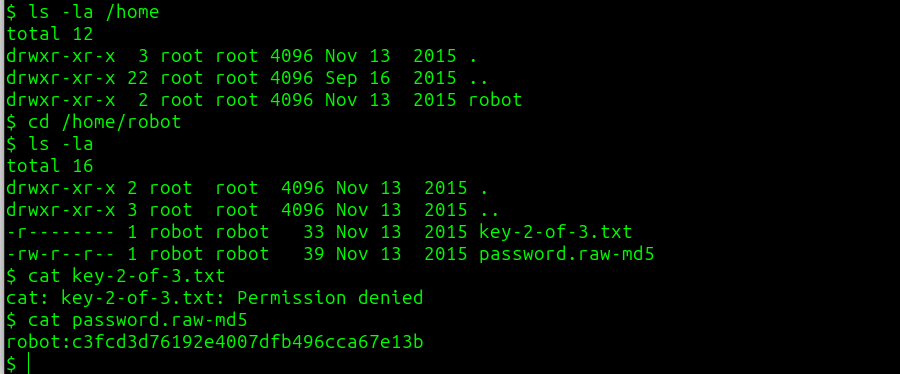 $ ls -la /home
total 12
drwxr-xr-x  3 root root 4096 Nov 13  2015 .
drwxr-xr-x 22 root root 4096 Sep 16  2015 ..
drwxr-xr-x  2 root root 4096 Nov 13  2015 robot
$ cd /home/robot
$ ls -la
total 16
drwxr-xr-x 2 root  root  4096 Nov 13  2015 .
drwxr-xr-x 3 root  root  4096 Nov 13  2015 ..
-r-------- 1 robot robot   33 Nov 13  2015 key-2-of-3.txt
-rw-r--r-- 1 robot robot   39 Nov 13  2015 password.raw-md5
$ cat key-2-of-3.txt
cat: key-2-of-3.txt: Permission denied
$ cat password.raw-md5
robot:c3fcd3d76192e4007dfb496cca67e13b
$